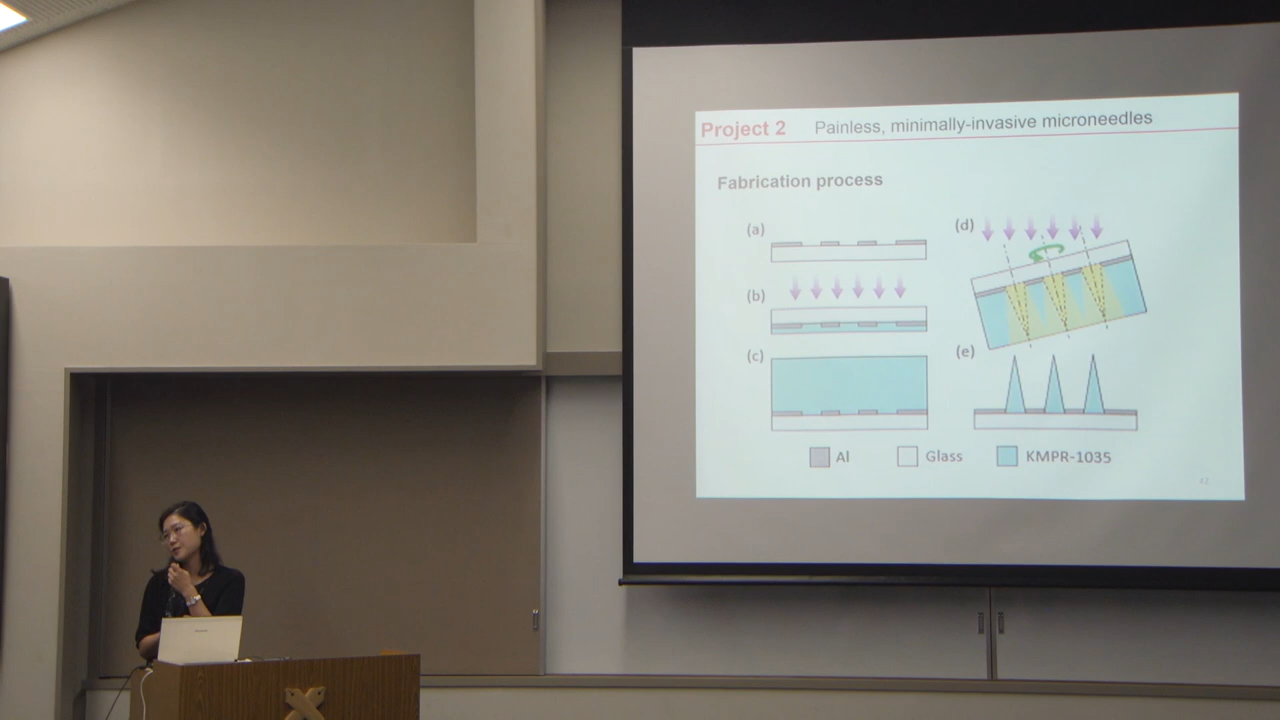 Project 2 Painless, minimally-invasive microneedles
Fabrication process
(a)
(b)
(c)
(d)
(e)
Al Glass KMPR-1035